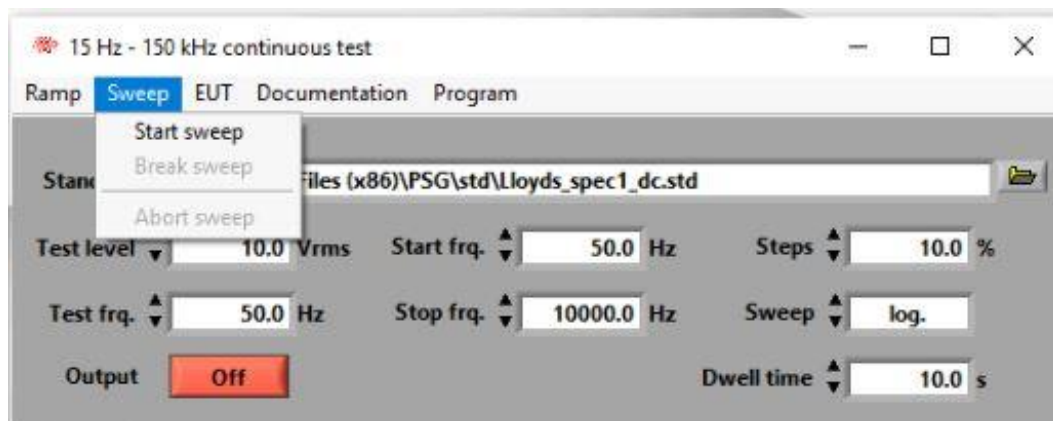 15 Hz - 150 kHz continuous test
Ramp Sweep EUT Documentation Program
Start sweep
Break sweep
Abort sweep
Files (x86)\PSG\std\Lloyds_spec1_dc.std
Test level 10.0 Vrms Start frq. 50.0 Hz Steps 10.0 %
Test frq. 50.0 Hz Stop frq. 10000.0 Hz Sweep log.
Output Off Dwell time 10.0 s